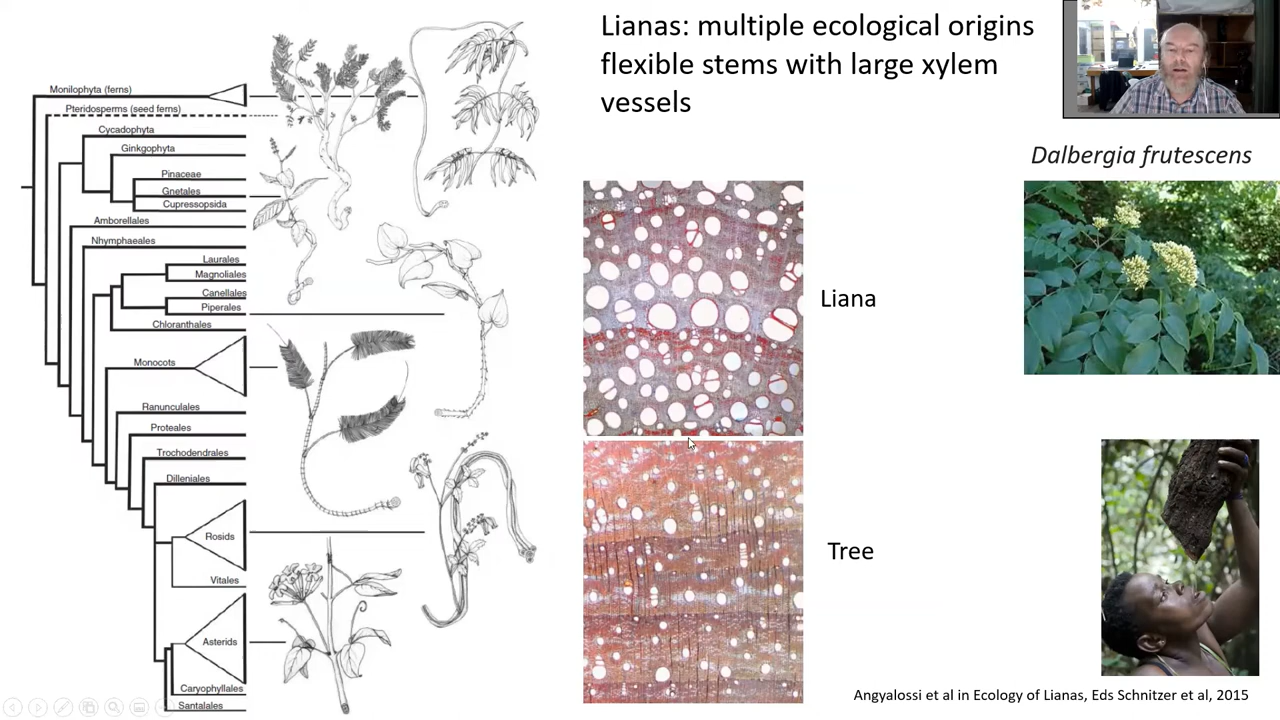 Lianas: multiple ecological origins
flexible stems with large xylem
vessels
Monilophyta (ferns)
Pteridosperms (seed ferns)
Cycadophyta
Ginkgophyta
Pinaceae
Gnetales
Cupressopsida
Amborellales
Nhymphaeales
Laurales
Magnoliales
Canellales
Piperales
Chloranthales
Monocots
Ranunculales
Proteales
Trochodendrales
Dilleniales
Rosids
Vitales
Asterids
Caryophyllales
Santalales
Liana
Tree
Dalbergia frutescens
Angyalossi et al in Ecology of Lianas, Eds Schnitzer et al, 2015